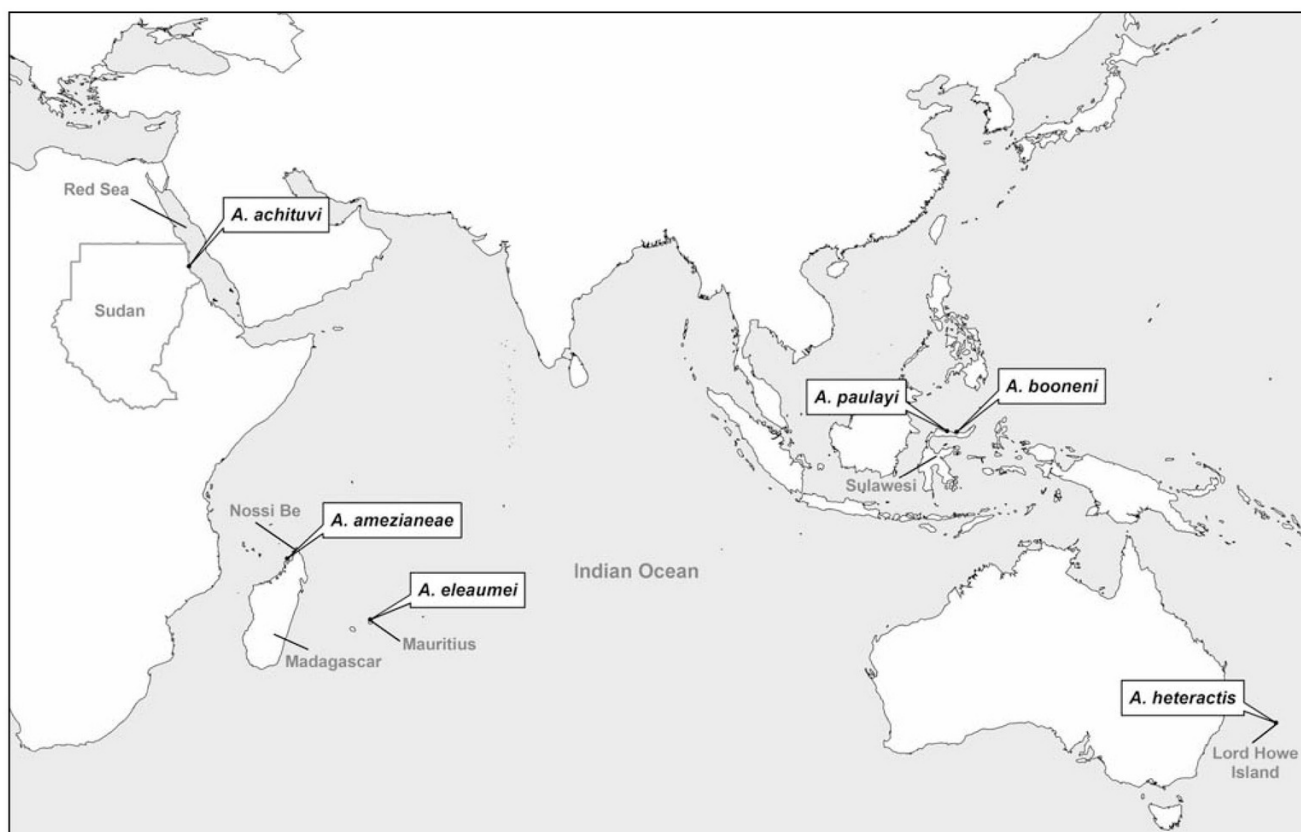 Red Sea
A. achituvi
Sudan
A. paulayi
A. booneni
Sulawesi
Nossi Be
A. amezianeae
Indian Ocean
A. eleaumei
Mauritius
Madagascar
A. heteractis
Lord Howe
Island